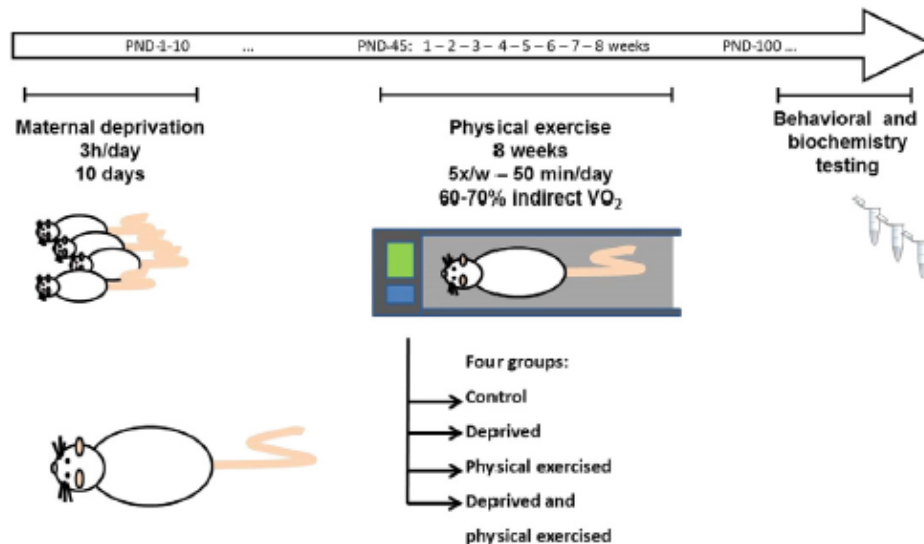 PND-1-10 ... PND-45: 1 – 2 – 3 – 4 – 5 – 6 – 7 – 8 weeks PND-100 ...
Maternal deprivation
3h/day
10 days
Physical exercise
8 weeks
5x/w – 50 min/day
60-70% indirect VO₂
Behavioral and
biochemistry
testing
Four groups:
Control
Deprived
Physical exercised
Deprived and
physical exercised